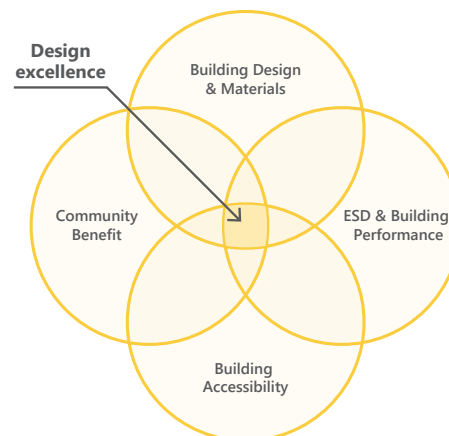 Design
excellence
Building Design
& Materials
Community
Benefit
ESD & Building
Performance
Building
Accessibility